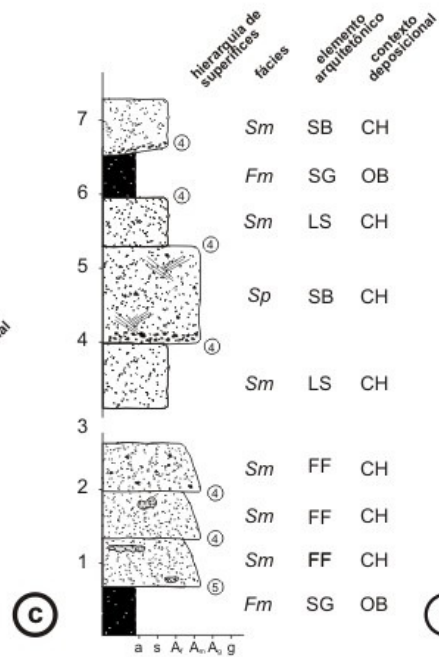 hierarquia de
superfíces
fácies
elemento
arquitetônico
contexto
deposicional
7
Sm SB CH
4
Fm SG OB
6
4
Sm LS CH
4
5
Sp SB CH
4
4
Sm LS CH
3
Sm FF CH
2
4
Sm FF CH
4
1
Sm FF CH
5
Fm SG OB
c
a s Af Am Ag g